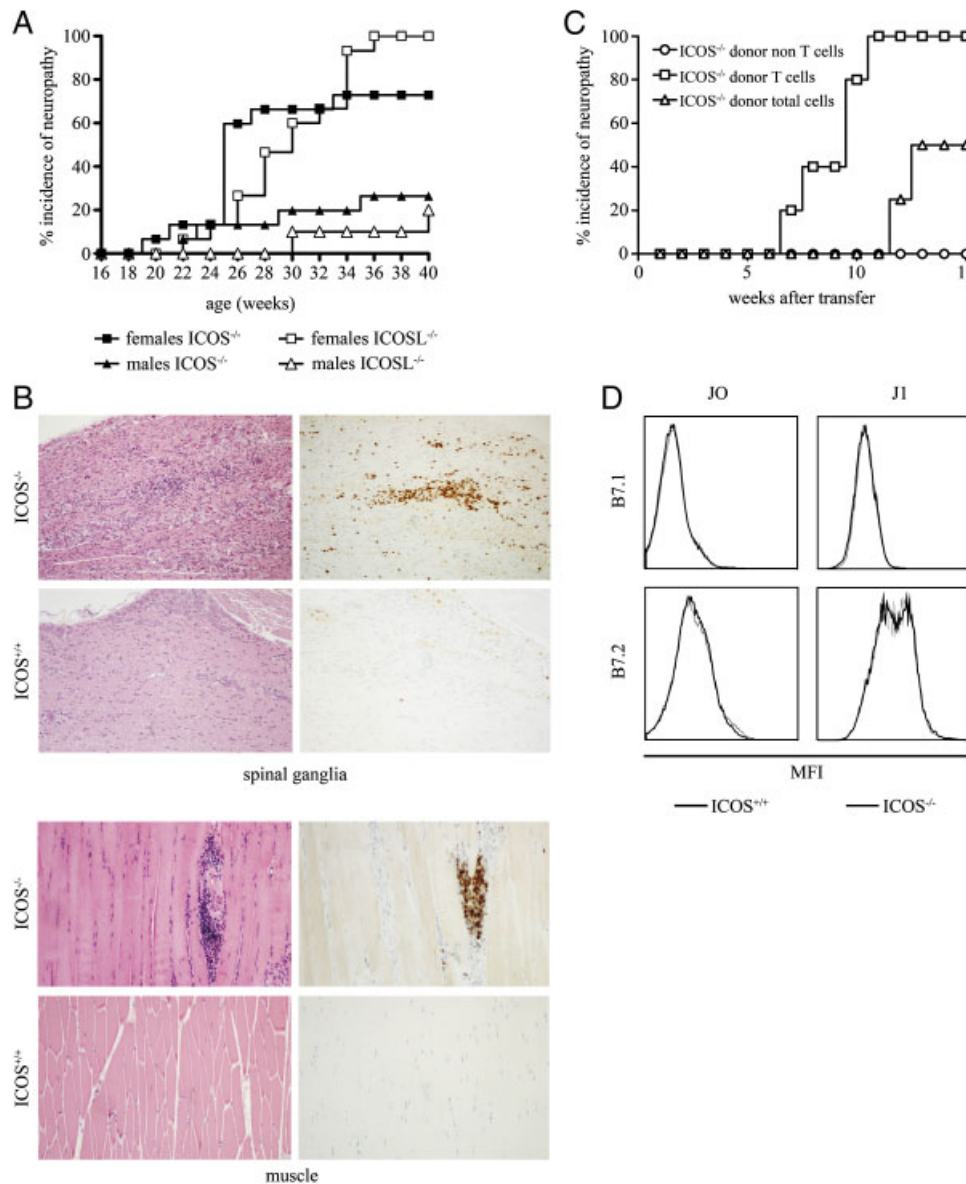 A
% incidence of neuropathy
100
80
60
40
20
0
16 18 20 22 24 26 28 30 32 34 36 38 40
age (weeks)
females ICOS-/-
females ICOSL-/-
males ICOS-/-
males ICOSL-/-
C
% incidence of neuropathy
100
80
60
40
20
0
ICOS-/- donor non T cells
ICOS-/- donor T cells
ICOS-/- donor total cells
0 5 10 1
weeks after transfer
B
ICOS-/-
ICOS+/+
spinal ganglia
ICOS-/-
ICOS+/+
muscle
D
JO J1
B7.1
B7.2
MFI
ICOS+/+ ICOS-/-